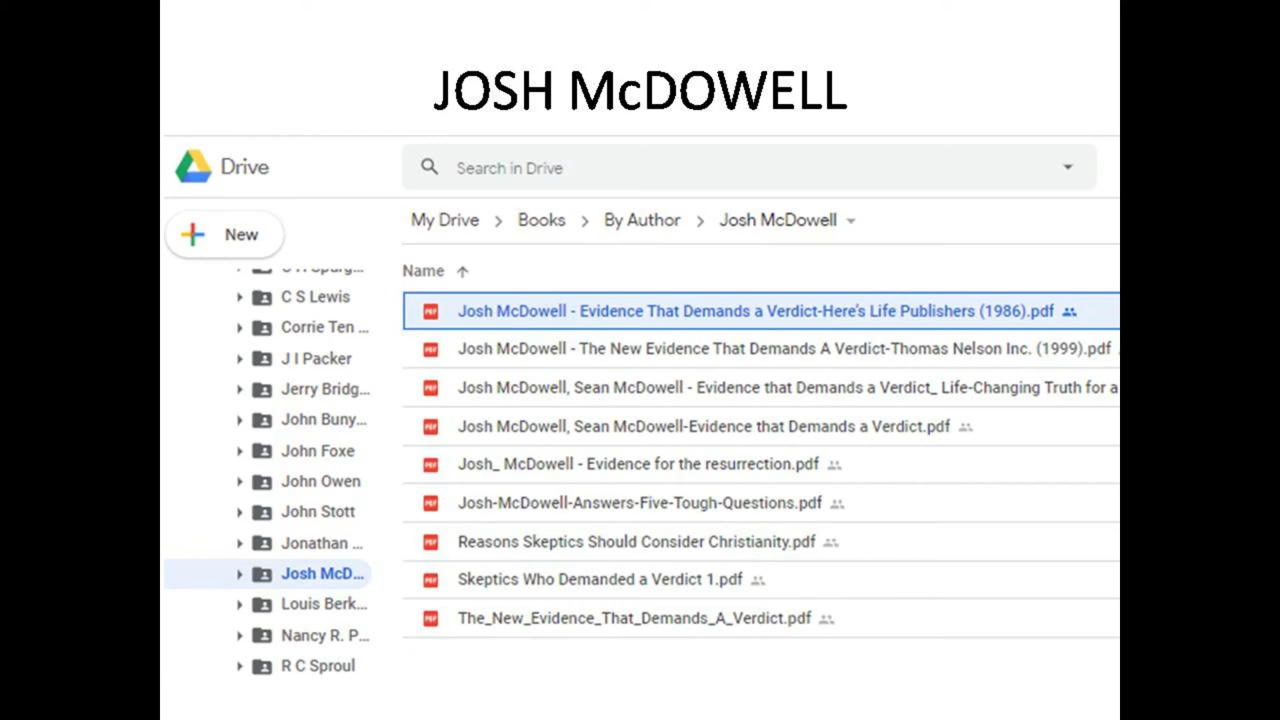 JOSH McDOWELL
Drive
Search in Drive
New
My Drive > Books > By Author > Josh McDowell
Name
C S Lewis
Corrie Ten ...
J I Packer
Jerry Bridg...
John Buny...
John Foxe
John Owen
John Stott
Jonathan ...
Josh McD...
Louis Berk...
Nancy R. P...
R C Sproul
Josh McDowell - Evidence That Demands a Verdict-Here's Life Publishers (1986).pdf
Josh McDowell - The New Evidence That Demands A Verdict-Thomas Nelson Inc. (1999).pdf
Josh McDowell, Sean McDowell - Evidence that Demands a Verdict_ Life-Changing Truth for a
Josh McDowell, Sean McDowell-Evidence that Demands a Verdict.pdf
Josh_ McDowell - Evidence for the resurrection.pdf
Josh-McDowell-Answers-Five-Tough-Questions.pdf
Reasons Skeptics Should Consider Christianity.pdf
Skeptics Who Demanded a Verdict 1.pdf
The_New_Evidence_That_Demands_A_Verdict.pdf